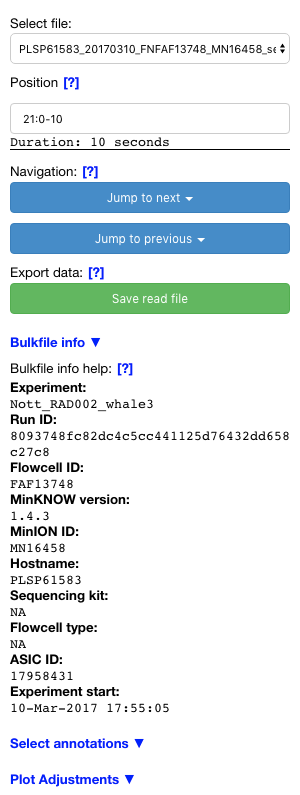 Select file:
PLSP61583_20170310_FNFAF13748_MN16458_se
Position [?]
21:0-10
Duration: 10 seconds
Navigation: [?]
Jump to next
Jump to previous
Export data: [?]
Save read file
Bulkfile info ▼
Bulkfile info help: [?]
Experiment:
Nott_RAD002_whale3
Run ID:
8093748fc82dc4c5cc441125d76432dd658
c27c8
Flowcell ID:
FAF13748
MinKNOW version:
1.4.3
MinION ID:
MN16458
Hostname:
PLSP61583
Sequencing kit:
NA
Flowcell type:
NA
ASIC ID:
17958431
Experiment start:
10-Mar-2017 17:55:05
Select annotations ▼
Plot Adjustments ▼